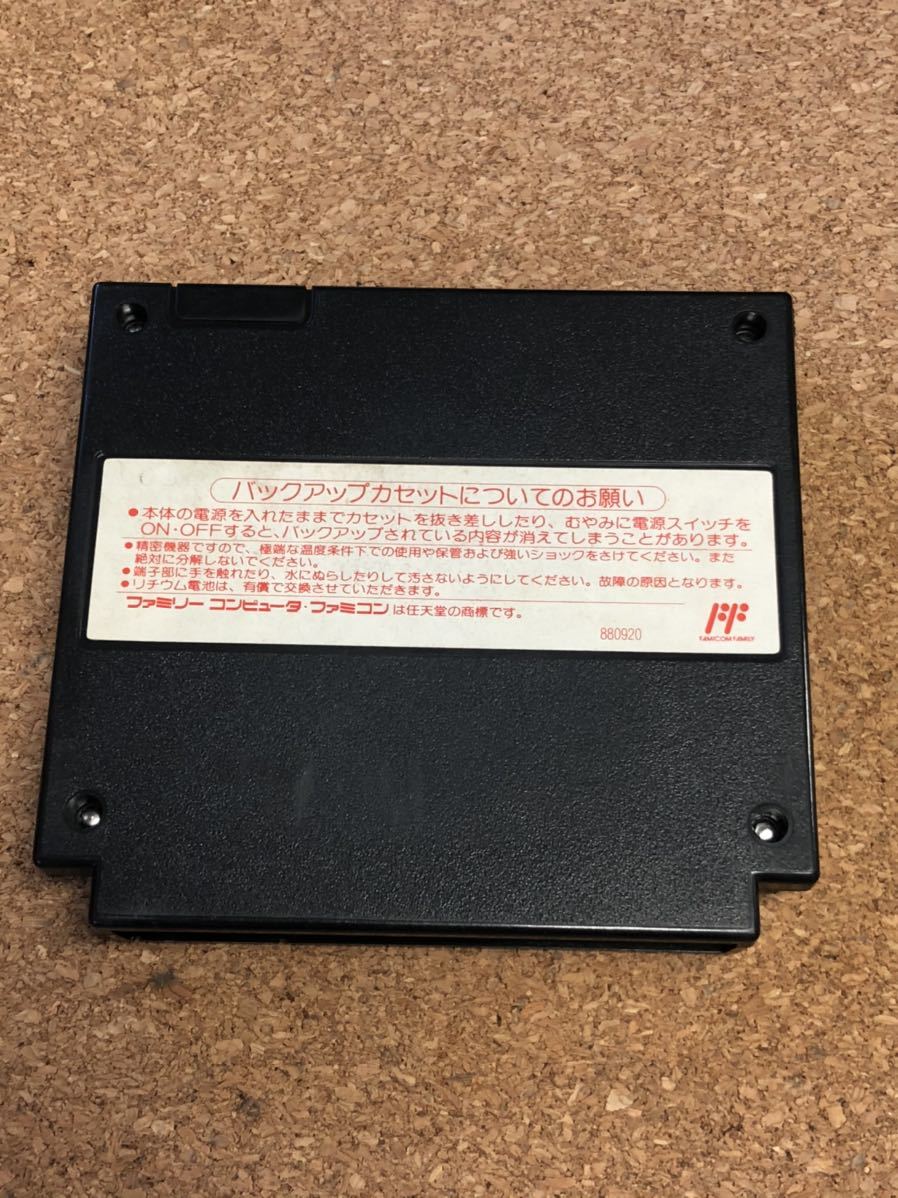 バックアップカセットについてのお願い
●本体の電源を入れたままでカセットを抜き差ししたり、むやみに電源スイッチを
ON・OFFすると、バックアップされている内容が消えてしまうことがあります。
●精密機器ですので、極端な温度条件下での使用や保管および強いショックをさけてください。また
絶対に分解しないでください。
●端子部に手を触れたり、水にぬらしたりして汚さないようにしてください。故障の原因となります。
●リチウム電池は、有償で交換させていただきます。
ファミリーコンピュータ・ファミコンは任天堂の商標です。
880920
FAMICOM FAMILY